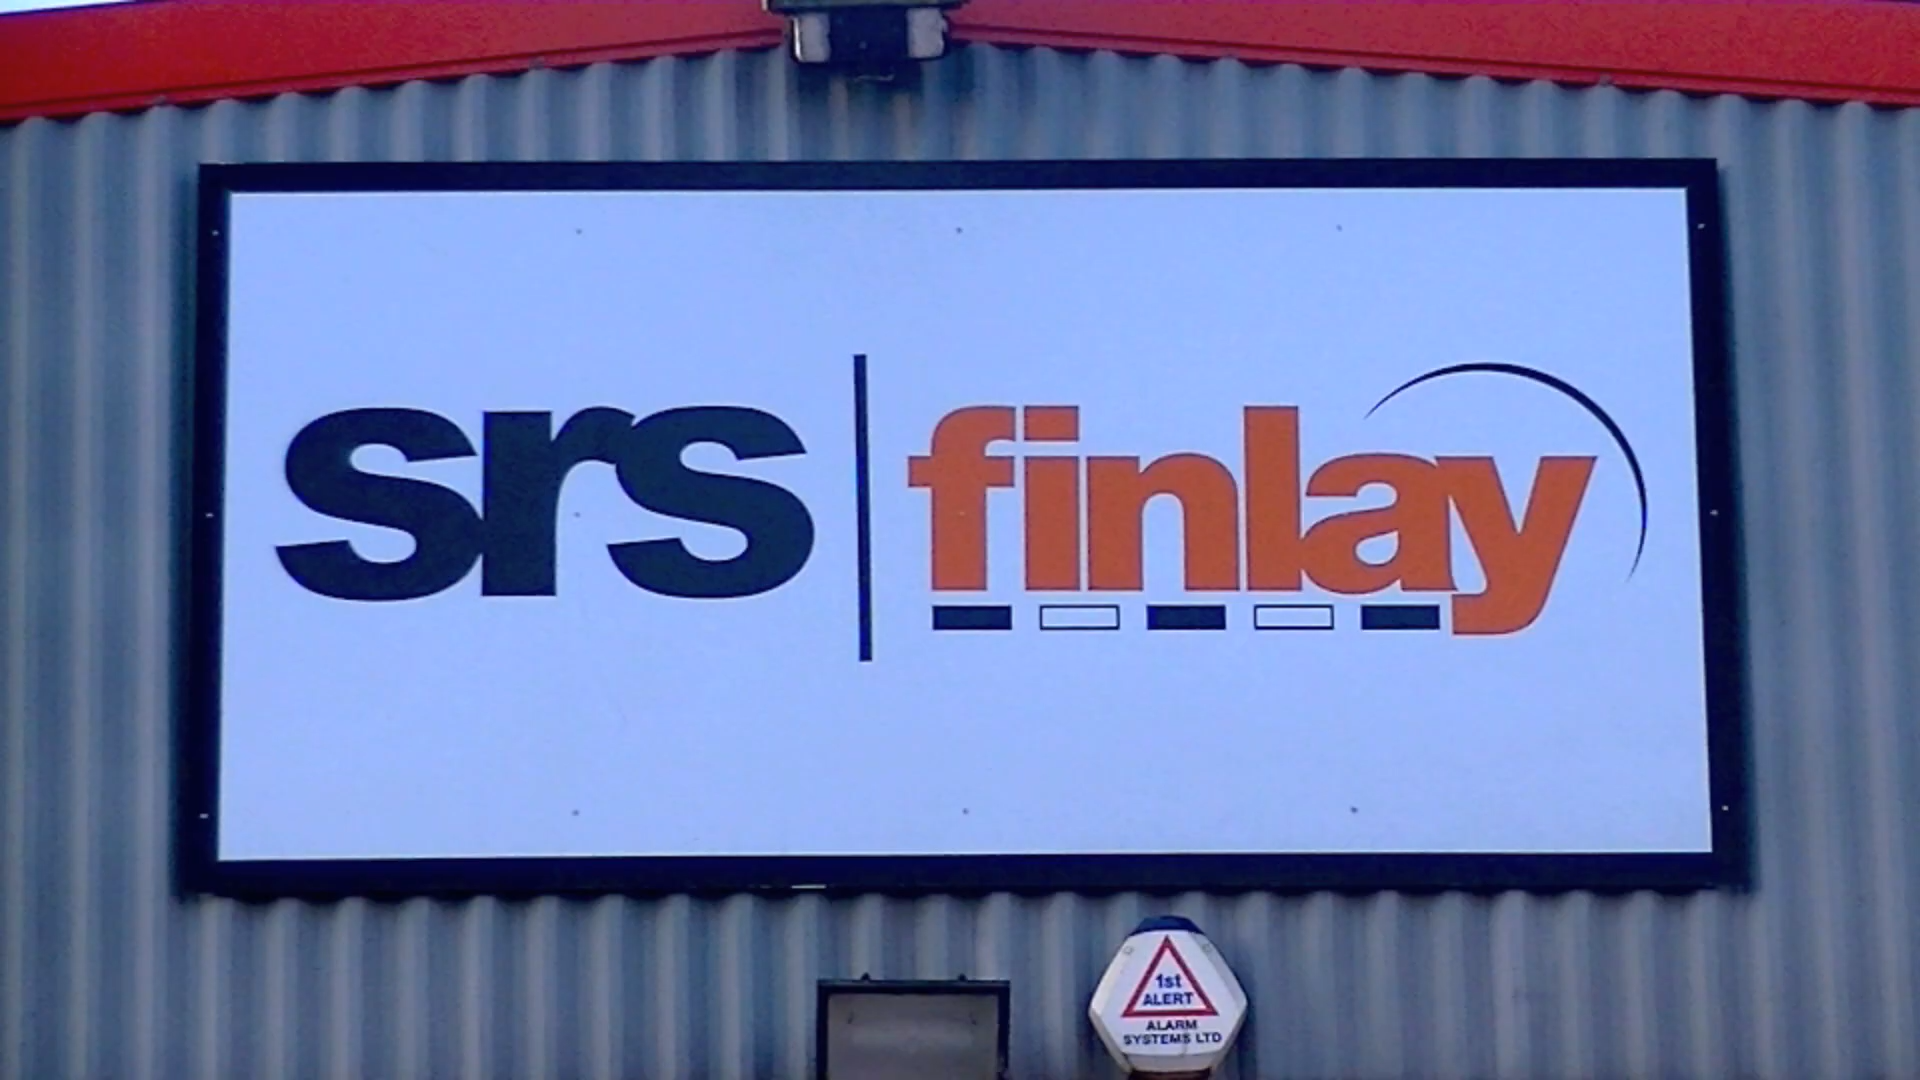 srs | finlay
1st
ALERT
ALARM
SYSTEMS LTD